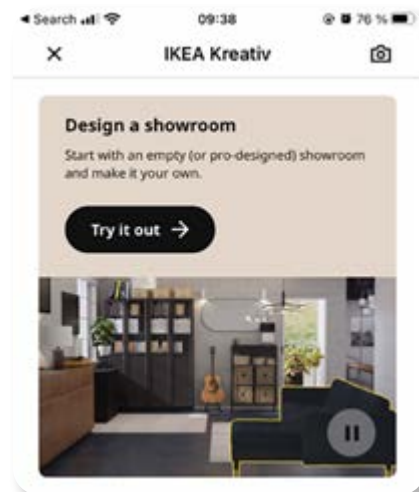 Search 09:38 76 %
IKEA Kreativ
Design a showroom
Start with an empty (or pro-designed) showroom
and make it your own.
Try it out